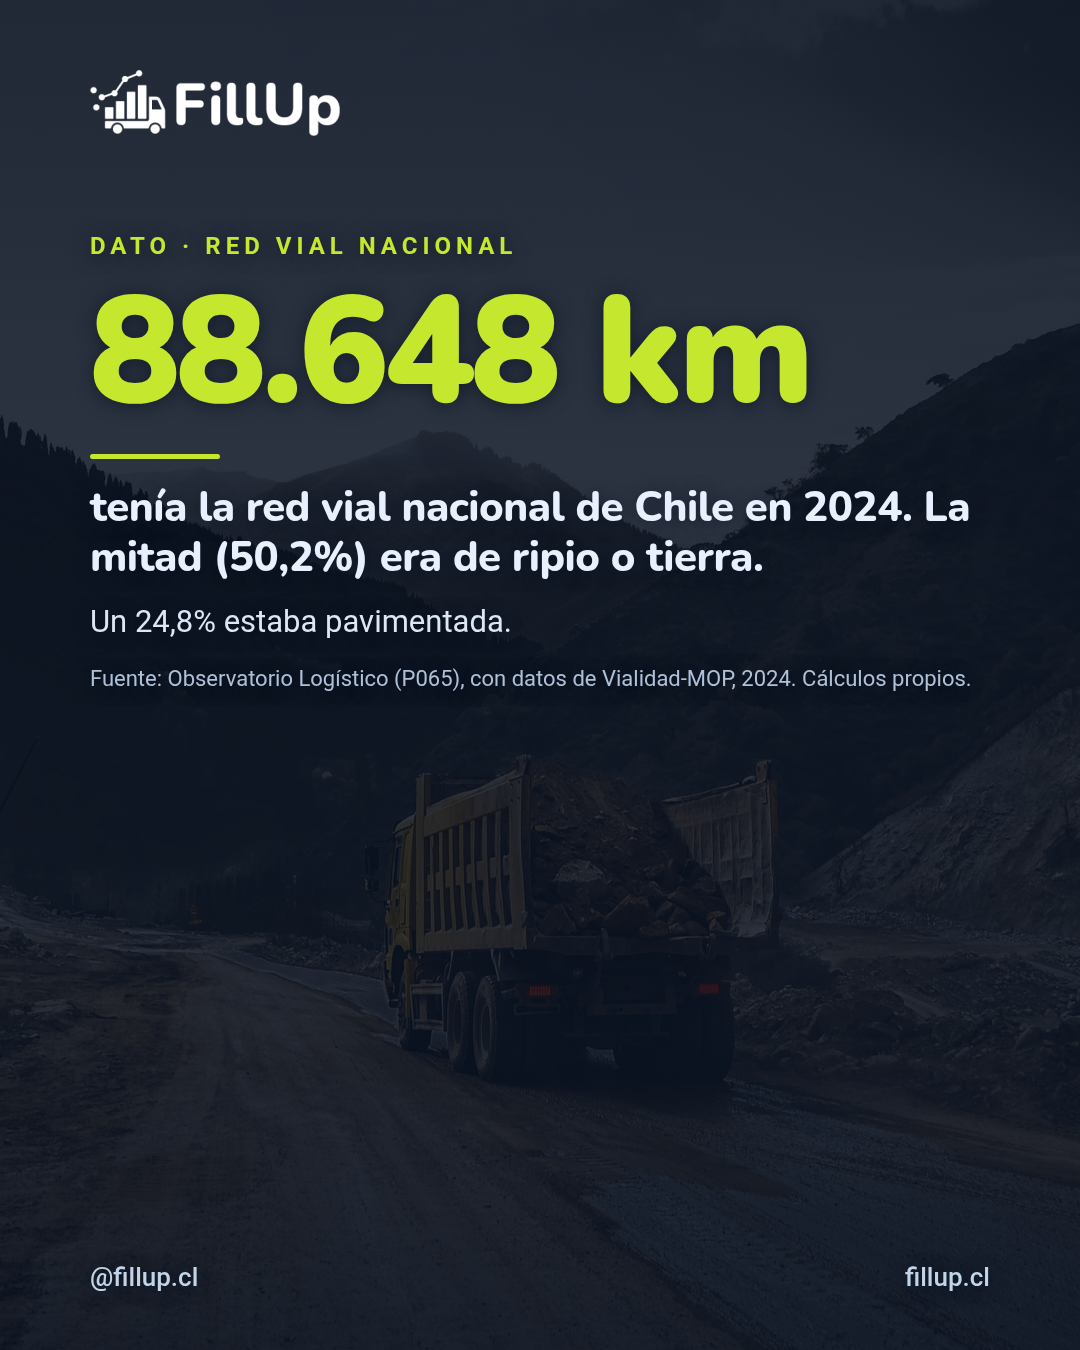 FillUp
DATO · RED VIAL NACIONAL
88.648 km
tenía la red vial nacional de Chile en 2024. La
mitad (50,2%) era de ripio o tierra.
Un 24,8% estaba pavimentada.
Fuente: Observatorio Logístico (P065), con datos de Vialidad-MOP, 2024. Cálculos propios.
@fillup.cl
fillup.cl